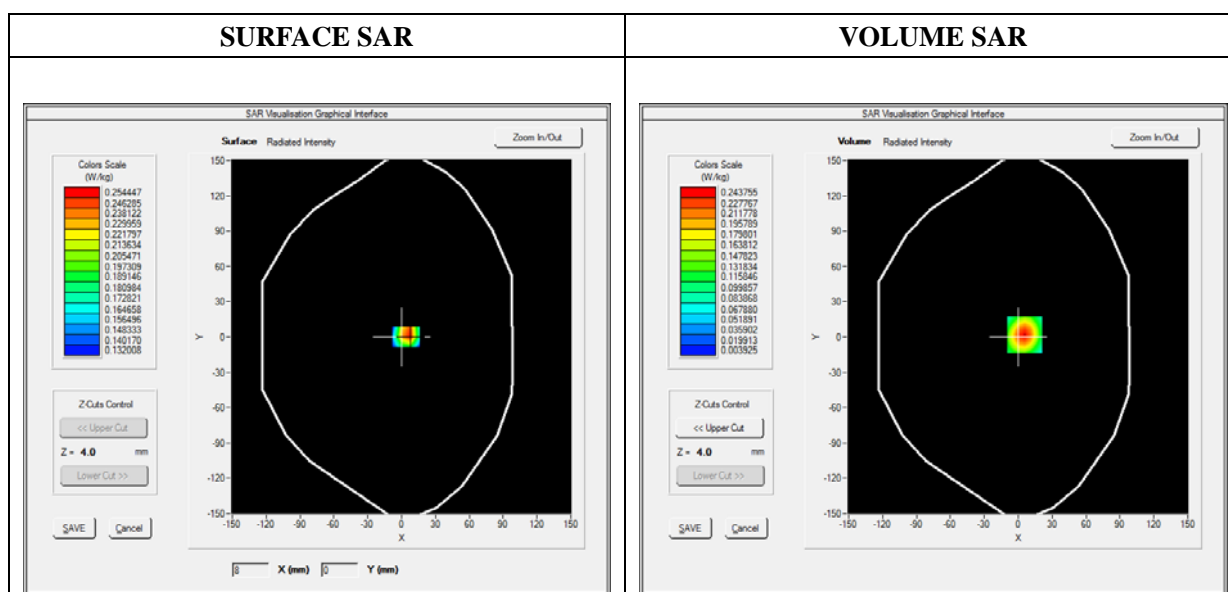 SURFACE SAR
VOLUME SAR
SAR Visualisation Graphical Interface
Surface Radiated Intensity
Zoom In/Out
Colors Scale
(W/kg)
0.254447
0.246285
0.238122
0.229959
0.221797
0.213634
0.205471
0.197309
0.189146
0.180984
0.172821
0.164658
0.156496
0.148333
0.140170
0.132008
Z-Cuts Control
<< Upper Cut
Z = 4.0 mm
Lower Cut >>
SAVE Cancel
150
120
90
60
30
Y 0
-30
-60
-90
-120
-150
-150 -120 -90 -60 -30 0 30 60 90 120 150
X
8 X (mm) 0 Y (mm)
SAR Visualisation Graphical Interface
Volume Radiated Intensity
Zoom In/Out
Colors Scale
(W/kg)
0.243755
0.227767
0.211778
0.195789
0.179801
0.163812
0.147823
0.131834
0.115846
0.099857
0.083868
0.067880
0.051891
0.035902
0.019913
0.003925
Z-Cuts Control
<< Upper Cut
Z = 4.0 mm
Lower Cut >>
SAVE Cancel
150
120
90
60
30
Y 0
-30
-60
-90
-120
-150
-150 -120 -90 -60 -30 0 30 60 90 120 150
X